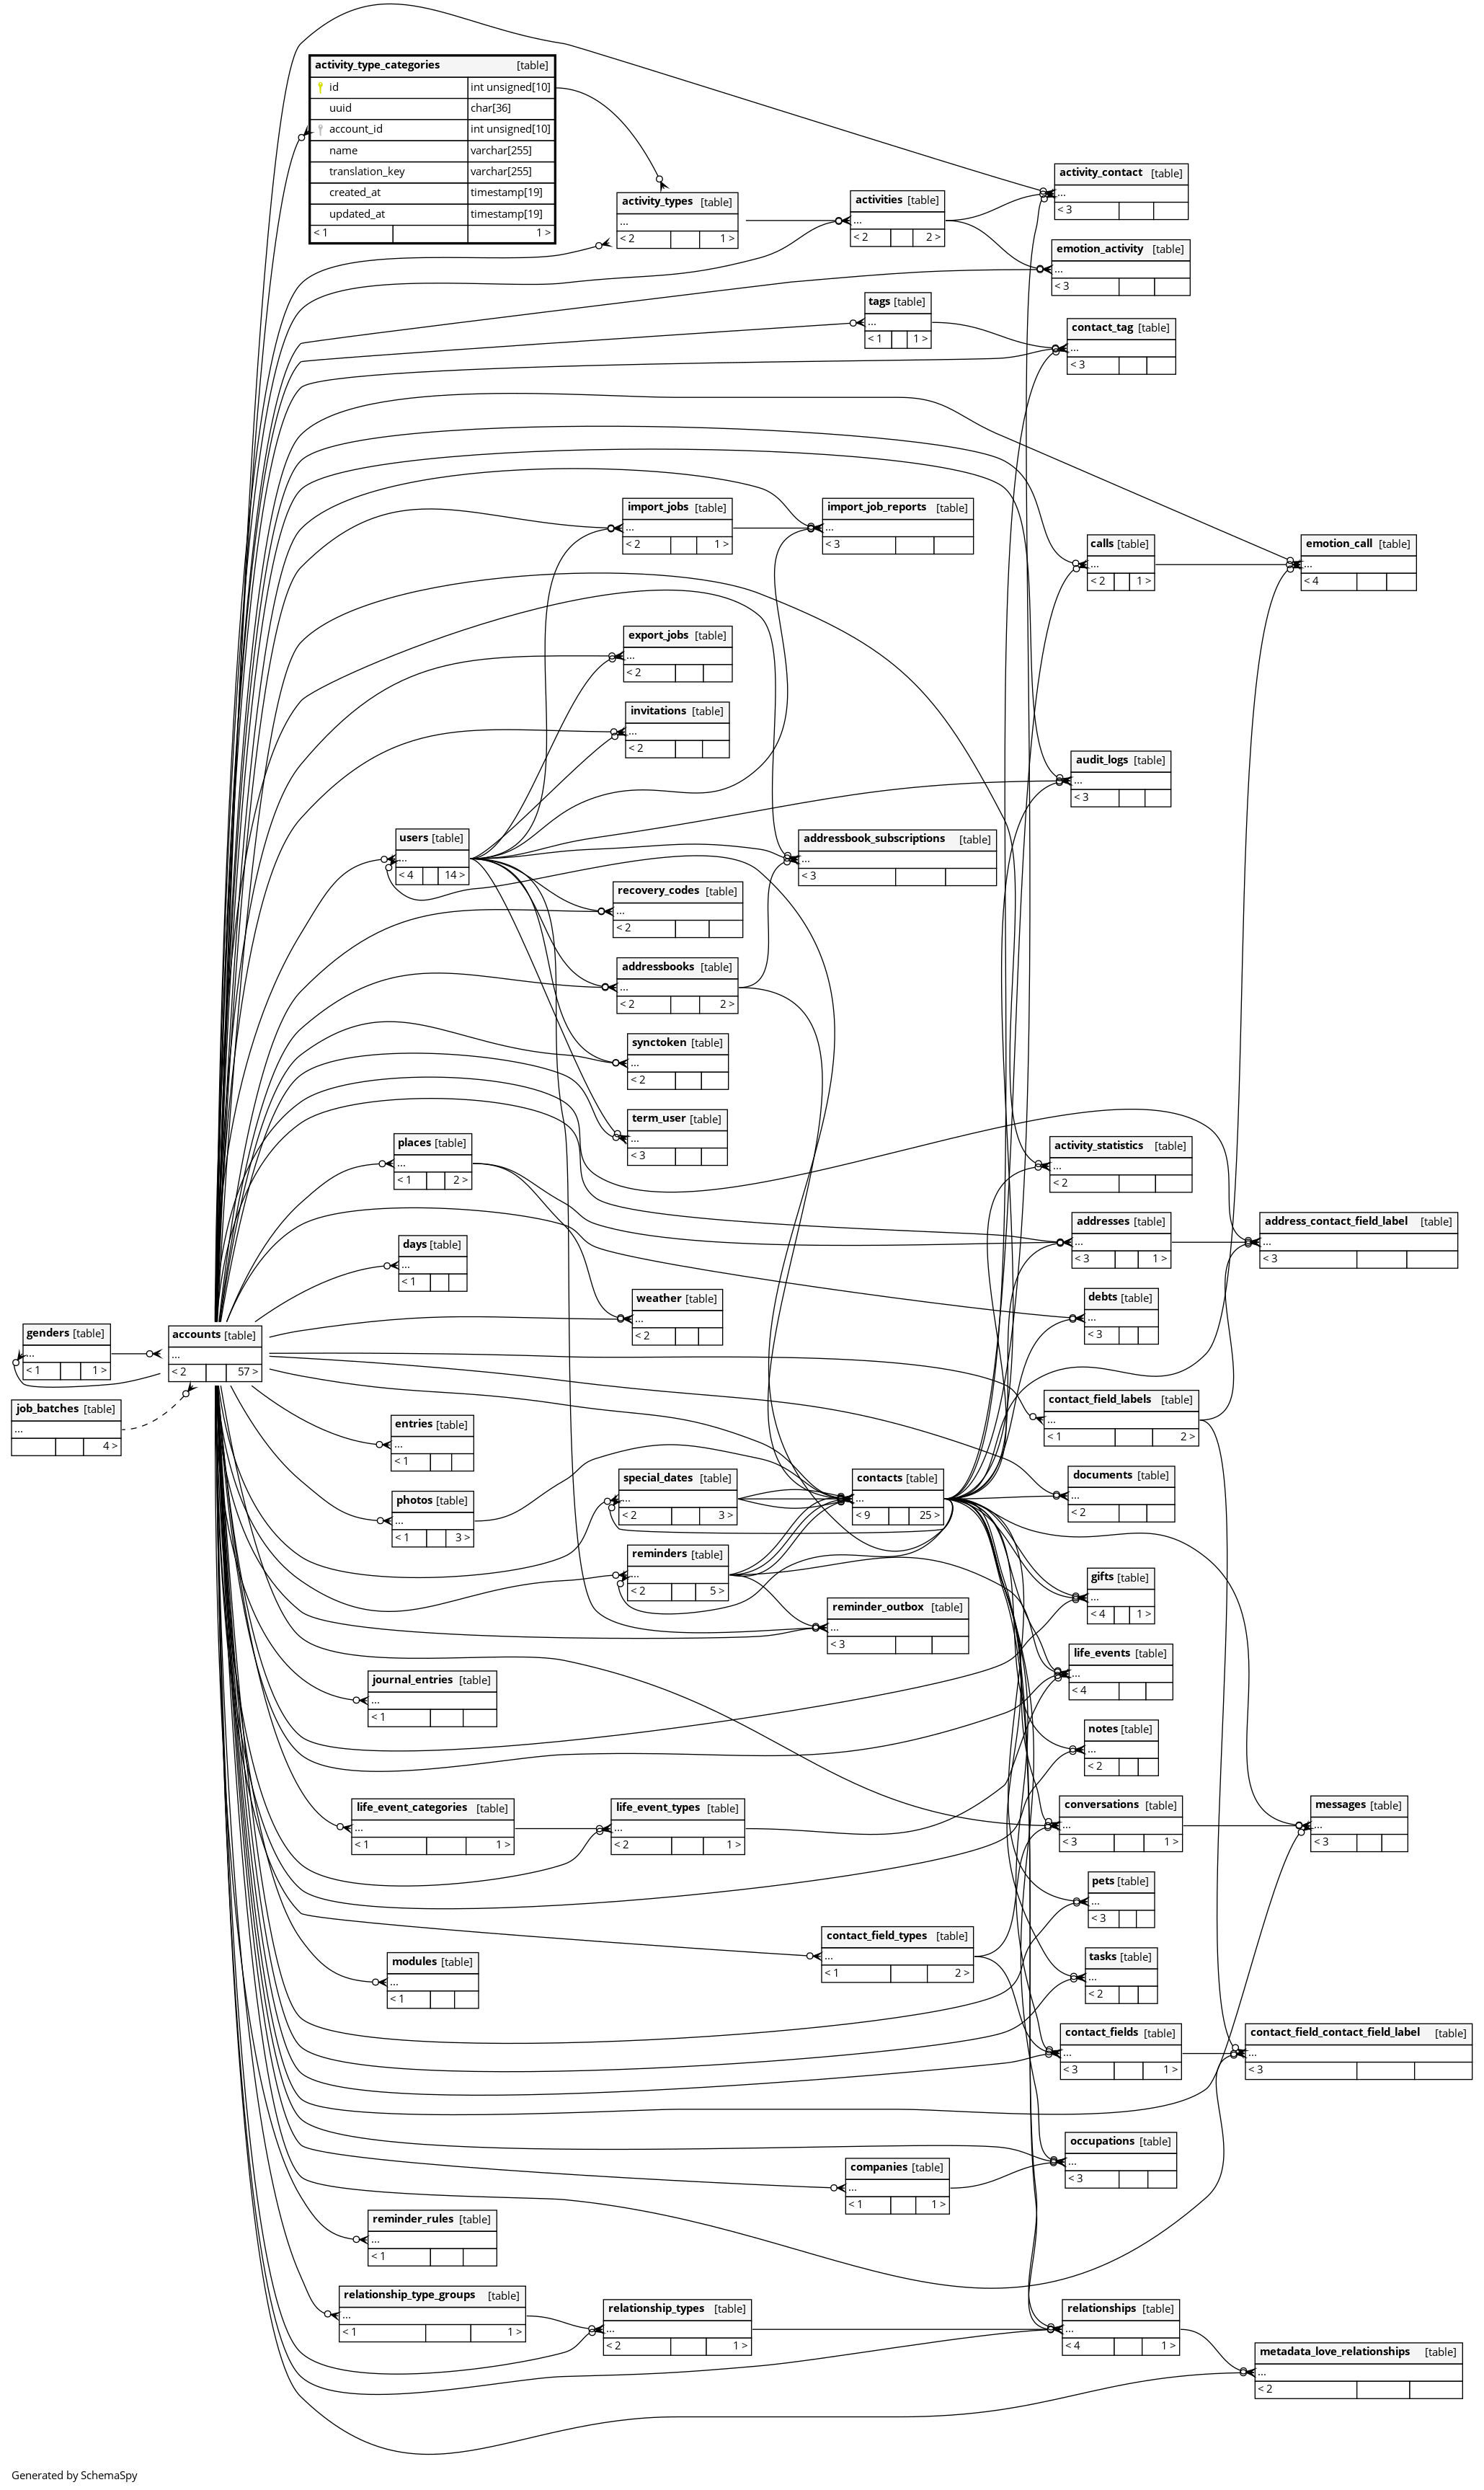 activity_type_categories [table]
id int unsigned[10]
uuid char[36]
account_id int unsigned[10]
name varchar[255]
translation_key varchar[255]
created_at timestamp[19]
updated_at timestamp[19]
< 1 1 >
activity_types [table]
...
< 2 1 >
activities [table]
...
< 2 2 >
activity_contact [table]
...
< 3
emotion_activity [table]
...
< 3
tags [table]
...
< 1 1 >
contact_tag [table]
...
< 3
import_jobs [table]
...
< 2 1 >
import_job_reports [table]
...
< 3
calls [table]
...
< 2 1 >
emotion_call [table]
...
< 4
export_jobs [table]
...
< 2
invitations [table]
...
< 2
audit_logs [table]
...
< 3
users [table]
...
< 4 14 >
addressbook_subscriptions [table]
...
< 3
recovery_codes [table]
...
< 2
addressbooks [table]
...
< 2 2 >
synctoken [table]
...
< 2
term_user [table]
...
< 3
places [table]
...
< 1 2 >
activity_statistics [table]
...
< 2
addresses [table]
...
< 3 1 >
address_contact_field_label [table]
...
< 3
days [table]
...
< 1
weather [table]
...
< 2
debts [table]
...
< 3
genders [table]
...
< 1 1 >
accounts [table]
...
< 2 57 >
job_batches [table]
...
4 >
contact_field_labels [table]
...
< 1 2 >
entries [table]
...
< 1
photos [table]
...
< 1 3 >
special_dates [table]
...
< 2 3 >
contacts [table]
...
< 9 25 >
documents [table]
...
< 2
reminders [table]
...
< 2 5 >
gifts [table]
...
< 4 1 >
reminder_outbox [table]
...
< 3
life_events [table]
...
< 4
journal_entries [table]
...
< 1
notes [table]
...
< 2
life_event_categories [table]
...
< 1 1 >
life_event_types [table]
...
< 2 1 >
conversations [table]
...
< 3 1 >
messages [table]
...
< 3
pets [table]
...
< 3
contact_field_types [table]
...
< 1 2 >
modules [table]
...
< 1
tasks [table]
...
< 2
contact_fields [table]
...
< 3 1 >
contact_field_contact_field_label [table]
...
< 3
occupations [table]
...
< 3
companies [table]
...
< 1 1 >
reminder_rules [table]
...
< 1
relationship_type_groups [table]
...
< 1 1 >
relationship_types [table]
...
< 2 1 >
relationships [table]
...
< 4 1 >
metadata_love_relationships [table]
...
< 2
Generated by SchemaSpy